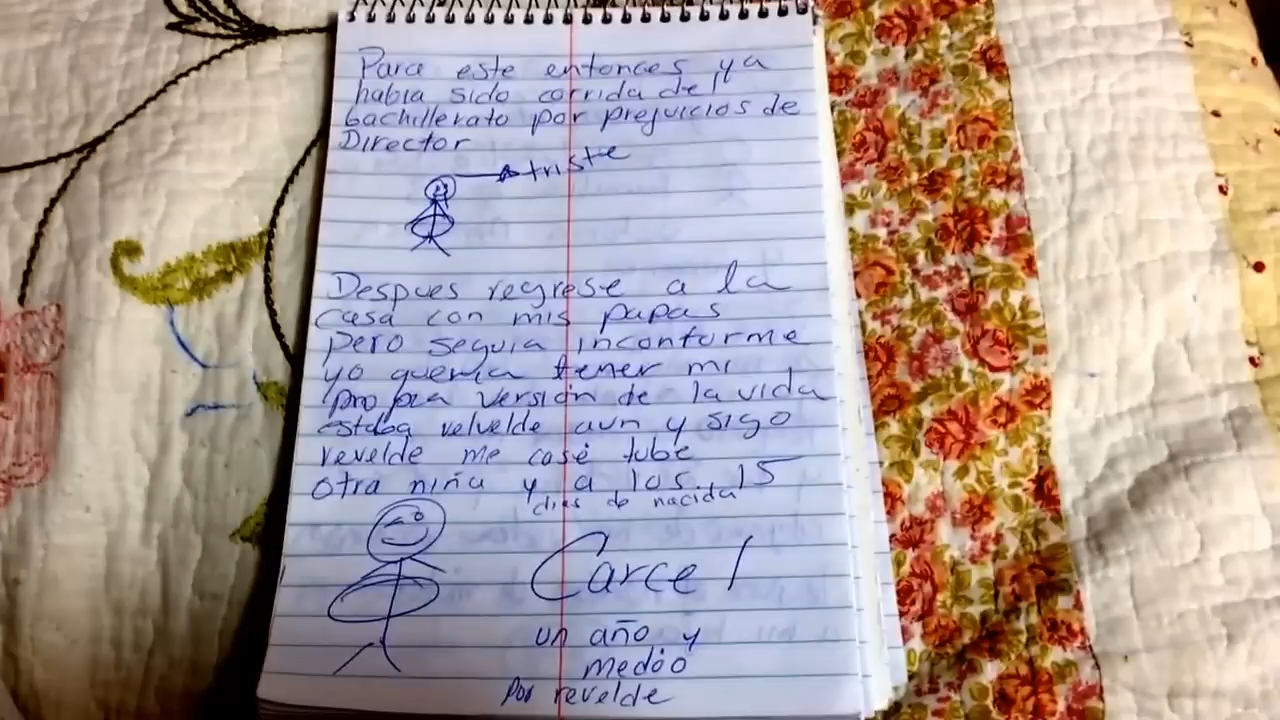 Para este entonces ya
habia sido corrida del
bachillerato por prejuicios de
Director
triste
Despues regrese a la
casa con mis papas
pero seguia inconforme
yo queria tener mi
propia versión de la vida
estaba velvelde aun y sigo
revelde me casé tube
otra niña y a los 15
dias de nacida
Carcel
un año y
medio
Por revelde